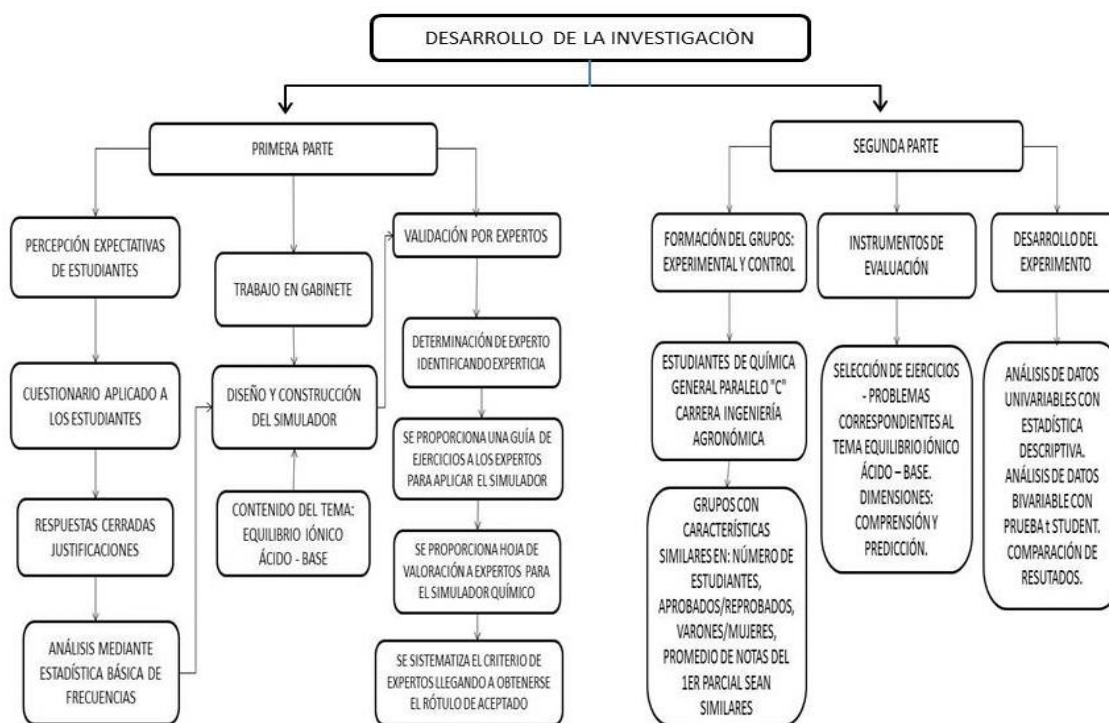 DESARROLLO DE LA INVESTIGACIÒN
PRIMERA PARTE
PERCEPCIÓN EXPECTATIVAS
DE ESTUDIANTES
CUESTIONARIO APLICADO A
LOS ESTUDIANTES
RESPUESTAS CERRADAS
JUSTIFICACIONES
ANÁLISIS MEDIANTE
ESTADÍSTICA BÁSICA DE
FRECUENCIAS
TRABAJO EN GABINETE
DISEÑO Y CONSTRUCCIÓN
DEL SIMULADOR
CONTENIDO DEL TEMA:
EQUILIBRIO IÓNICO
ÁCIDO - BASE
VALIDACIÓN POR EXPERTOS
DETERMINACIÓN DE EXPERTO
IDENTIFICANDO EXPERTICIA
SE PROPORCIONA UNA GUÍA DE
EJERCICIOS A LOS EXPERTOS
PARA APLICAR EL SIMULADOR
SE PROPORCIONA HOJA DE
VALORACIÓN A EXPERTOS PARA
EL SIMULADOR QUÍMICO
SE SISTEMATIZA EL CRITERIO DE
EXPERTOS LLEGANDO A OBTENERSE
EL RÓTULO DE ACEPTADO
SEGUNDA PARTE
FORMACIÓN DEL GRUPOS:
EXPERIMENTAL Y CONTROL
ESTUDIANTES DE QUÍMICA
GENERAL PARALELO "C"
CARRERA INGENIERÍA
AGRONÓMICA
GRUPOS CON
CARACTERÍSTICAS
SIMILARES EN: NÚMERO DE
ESTUDIANTES,
APROBADOS/REPROBADOS,
VARONES/MUJERES,
PROMEDIO DE NOTAS DEL
1ER PARCIAL SEAN
SIMILARES
INSTRUMENTOS DE
EVALUACIÓN
SELECCIÓN DE EJERCICIOS
- PROBLEMAS
CORRESPONDIENTES AL
TEMA EQUILIBRIO IÓNICO
ÁCIDO – BASE.
DIMENSIONES:
COMPRENSIÓN Y
PREDICCIÓN.
DESARROLLO DEL
EXPERIMENTO
ANÁLISIS DE DATOS
UNIVARIABLES CON
ESTADÍSTICA
DESCRIPTIVA.
ANÁLISIS DE DATOS
BIVARIABLE CON
PRUEBA t STUDENT.
COMPARACIÓN DE
RESUTADOS.